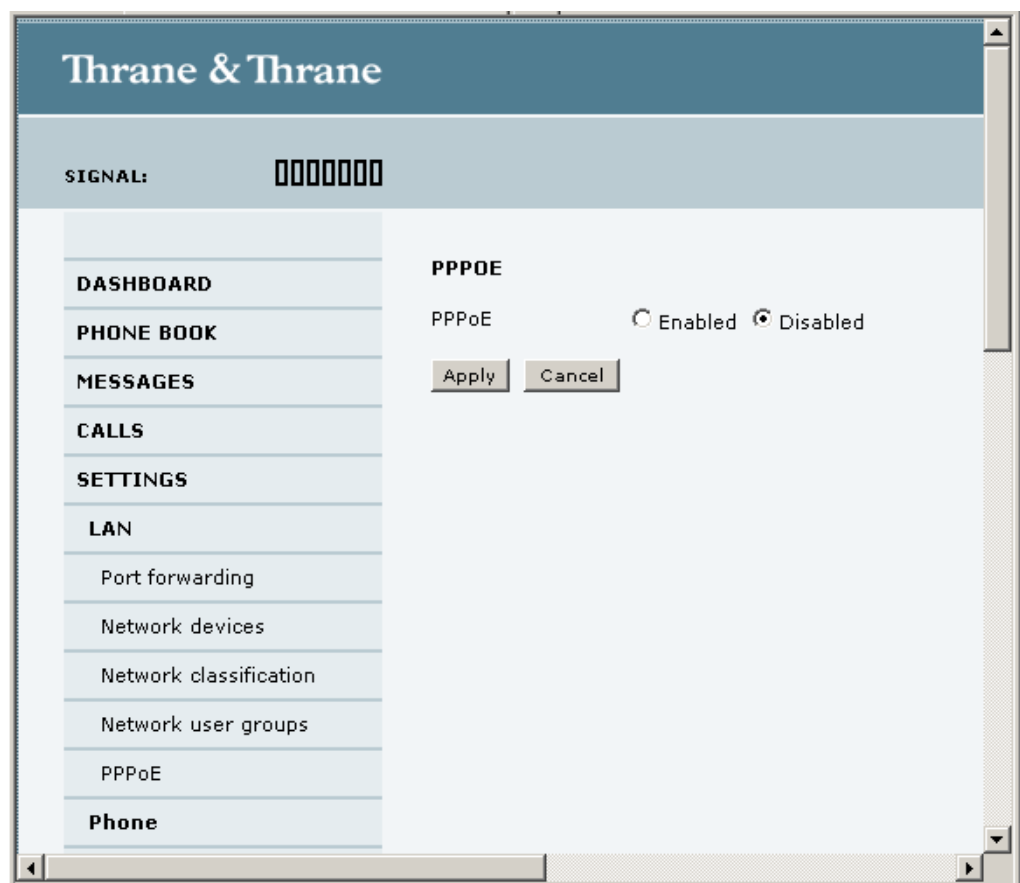 Thrane & Thrane
SIGNAL:
DASHBOARD
PHONE BOOK
MESSAGES
CALLS
SETTINGS
LAN
Port forwarding
Network devices
Network classification
Network user groups
PPPoE
Phone
PPPOE
PPPoE Enabled Disabled
Apply Cancel